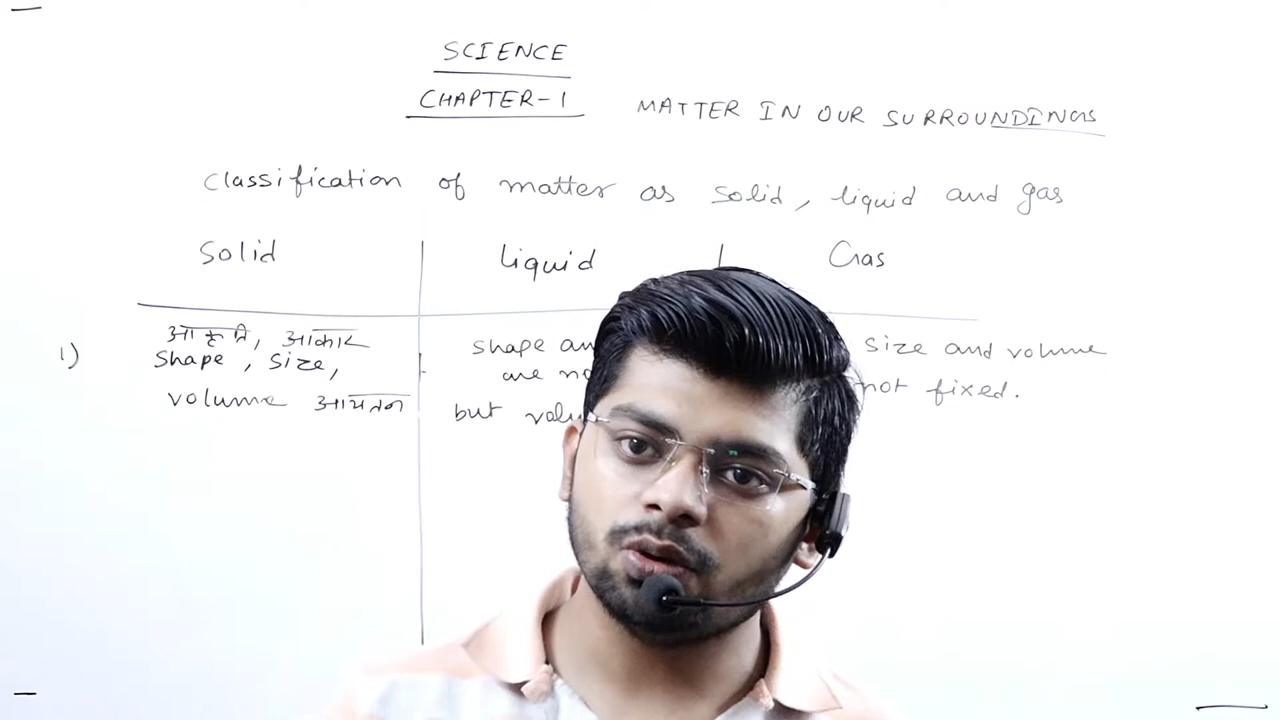 SCIENCE
CHAPTER-1 MATTER IN OUR SURROUNDINGS
Classification of matter as solid, liquid and gas
Solid liquid Gas
1) आकृति, आकार
shape, size,
volume आयतन
shape an
are no
but volu
size and volume
not fixed.